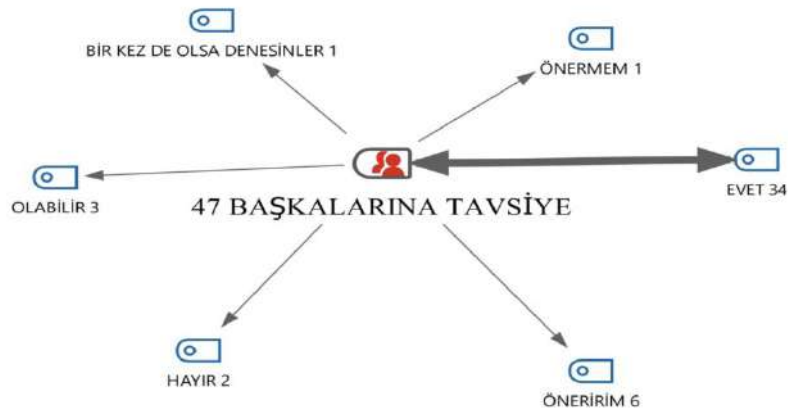 BİR KEZ DE OLSA DENESİNLER 1
ÖNERMEM 1
EVET 34
OLABİLİR 3
47 BAŞKALARINA TAVSİYE
HAYIR 2
ÖNERİRİM 6